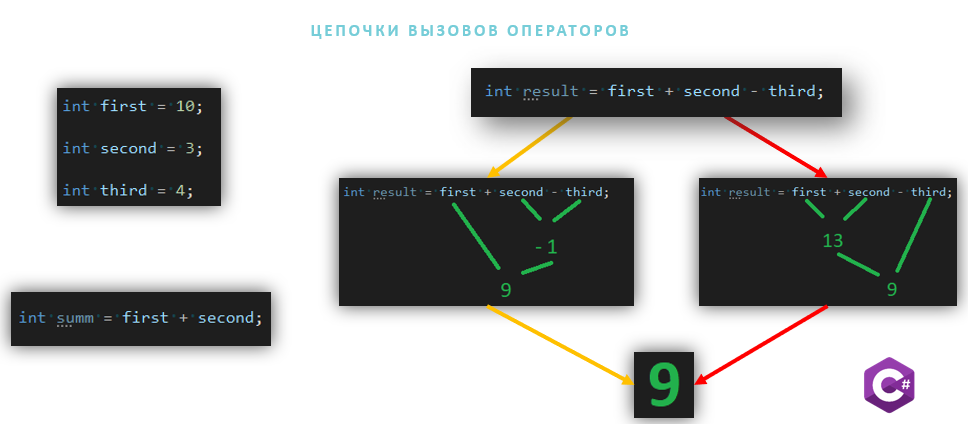 ЦЕПОЧКИ ВЫЗОВОВ ОПЕРАТОРОВ
int first = 10;
int second = 3;
int third = 4;
int summ = first + second;
int result = first + second - third;
int result = first + second - third;
- 1
9
int result = first + second - third;
13
9
9
C#